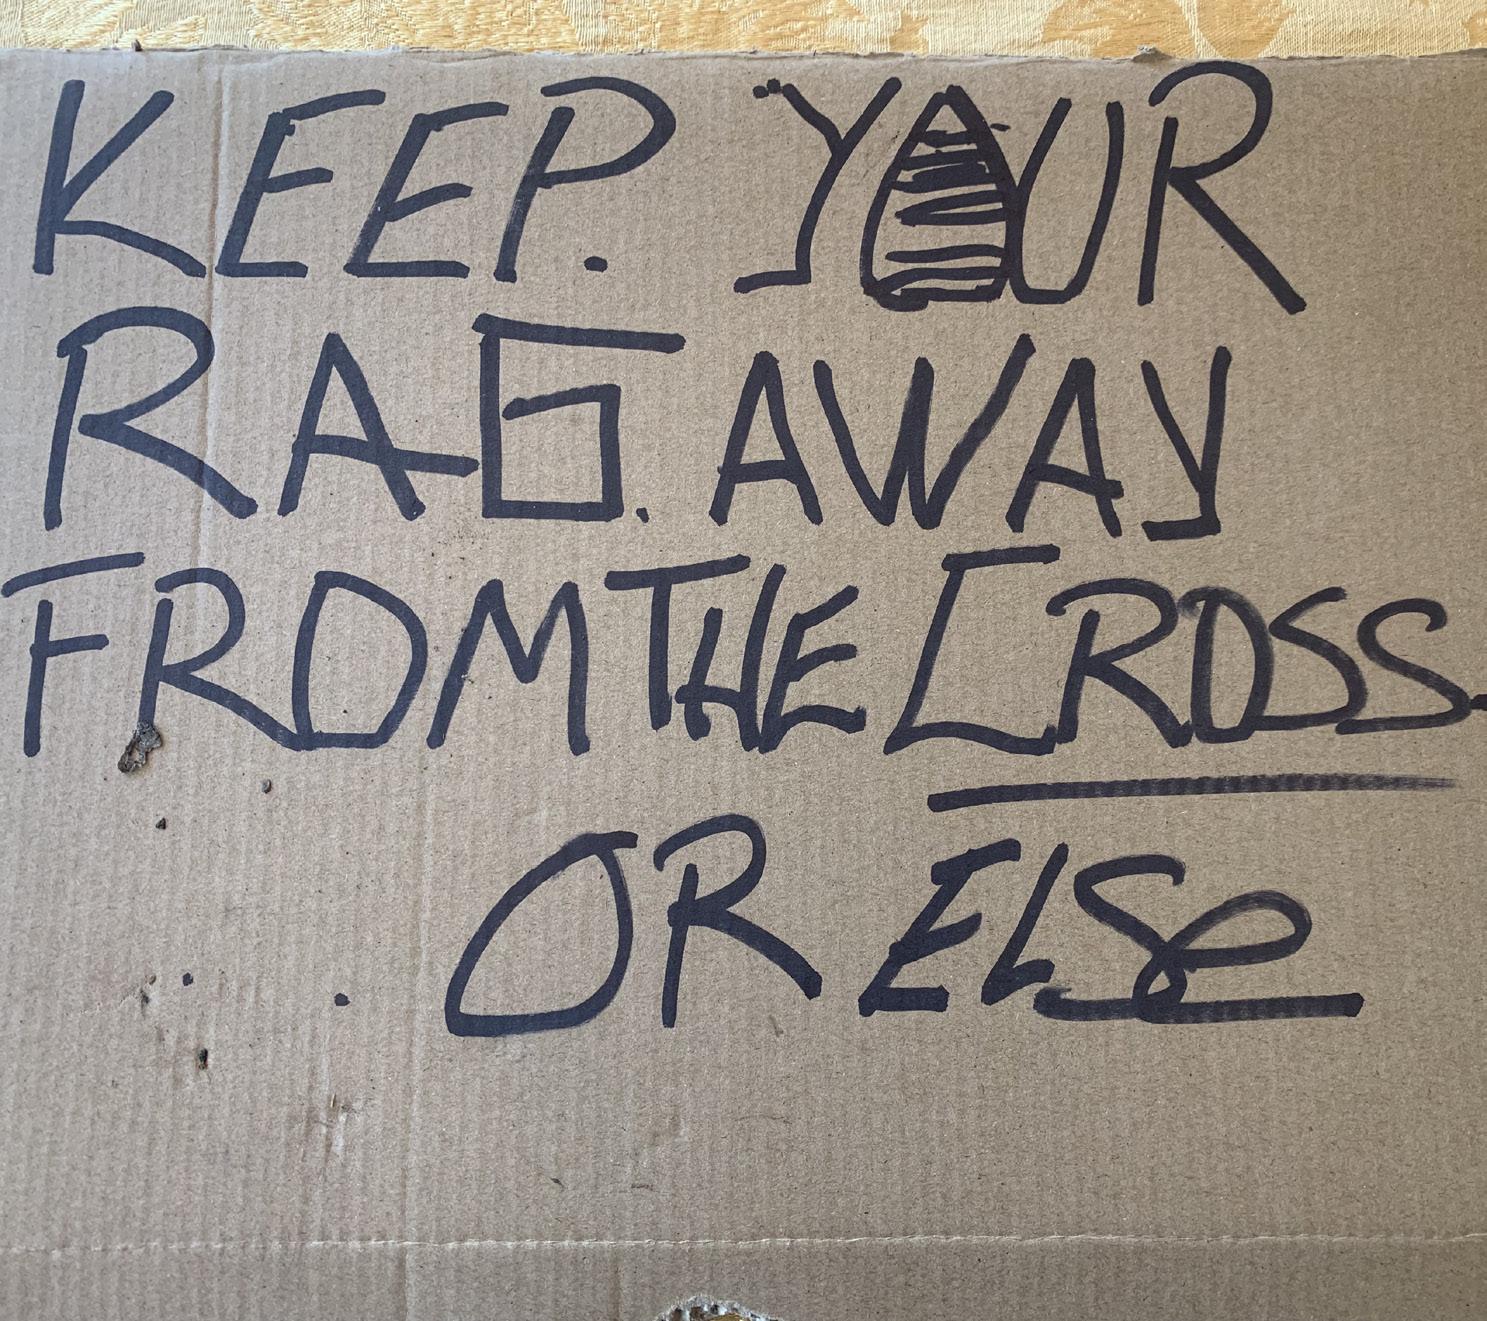 KEEP. YOUR
RAG. AWAY
FROM THE CROSS.
OR ELSe